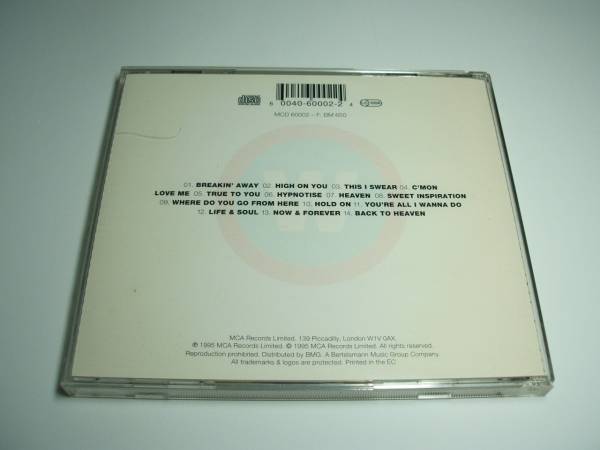 COMPACT disc DIGITAL AUDIO
8 0040-60002-2 4
MCD 60002 - F: BM 650
W
01. BREAKIN' AWAY 02. HIGH ON YOU 03. THIS I SWEAR 04. C'MON
LOVE ME 05. TRUE TO YOU 06. HYPNOTISE 07. HEAVEN 08. SWEET INSPIRATION
09. WHERE DO YOU GO FROM HERE 10. HOLD ON 11. YOU'RE ALL I WANNA DO
12. LIFE & SOUL 13. NOW & FOREVER 14. BACK TO HEAVEN
MCA Records Limited. 139 Piccadilly, London W1V 0AX.
℗ 1995 MCA Records Limited. © 1995 MCA Records Limited. All rights reserved.
Reproduction prohibited. Distributed by BMG. A Bertelsmann Music Group Company.
All trademarks & logos are protected. Printed in the EC